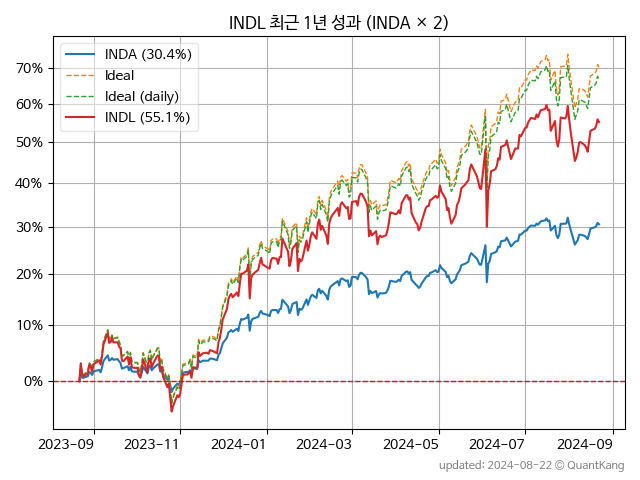 INDL 최근 1년 성과 (INDA × 2)
INDA (30.4%)
Ideal
Ideal (daily)
INDL (55.1%)
70%
60%
50%
40%
30%
20%
10%
0%
2023-09 2023-11 2024-01 2024-03 2024-05 2024-07 2024-09
updated: 2024-08-22 © QuantKang